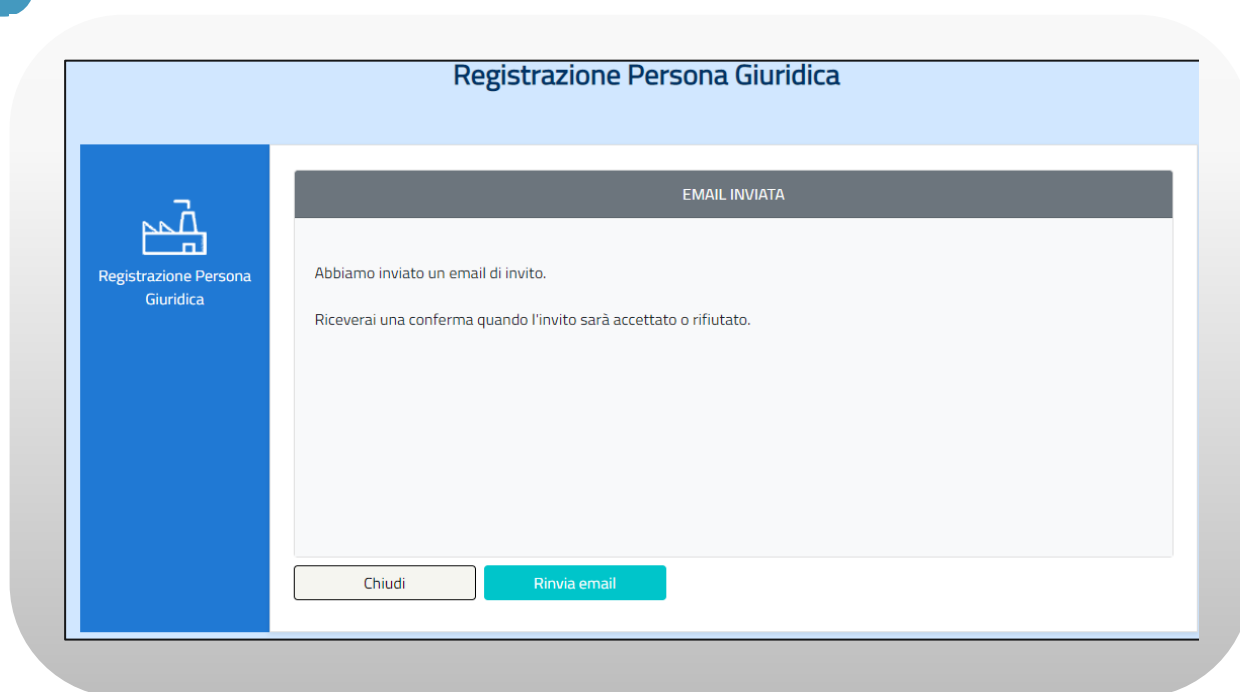 Registrazione Persona Giuridica
Registrazione Persona
Giuridica
EMAIL INVIATA
Abbiamo inviato un email di invito.
Riceverai una conferma quando l'invito sarà accettato o rifiutato.
Chiudi
Rinvia email